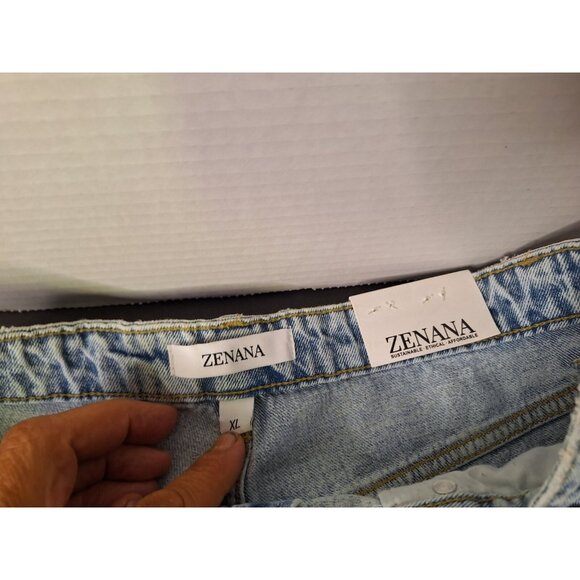 ZENANA
ZENANA
SUSTAINABLE. ETHICAL. AFFORDABLE
XL